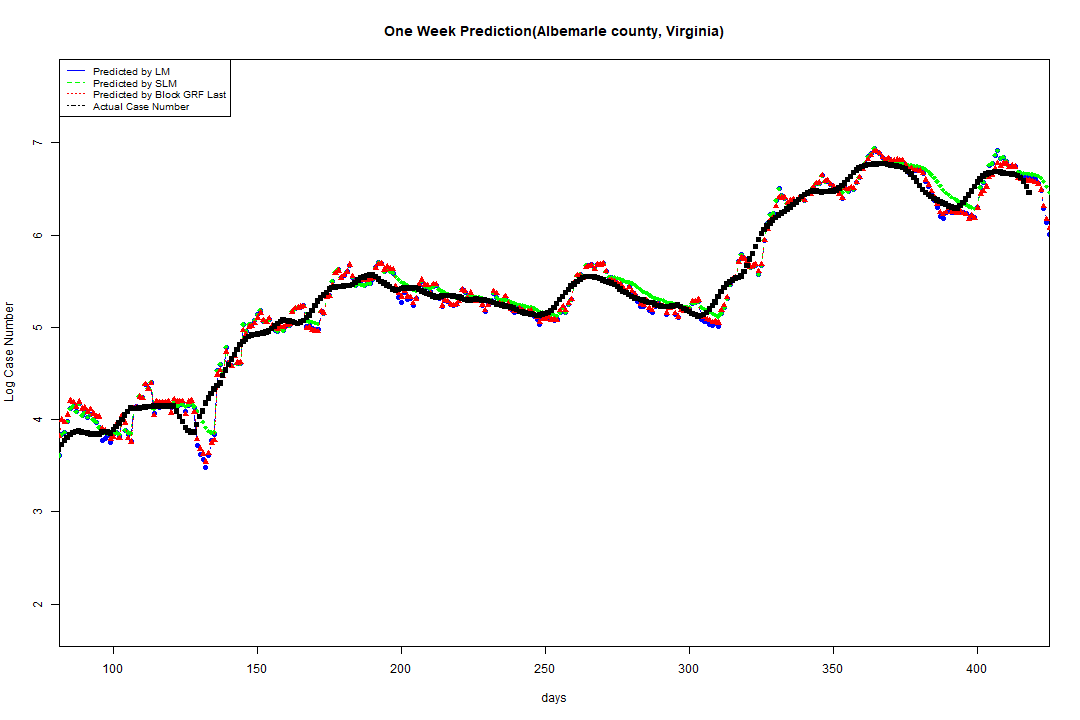 One Week Prediction(Albemarle county, Virginia)
Predicted by LM
Predicted by SLM
Predicted by Block GRF Last
Actual Case Number
7
6
5
4
3
2
Log Case Number
100 150 200 250 300 350 400
days